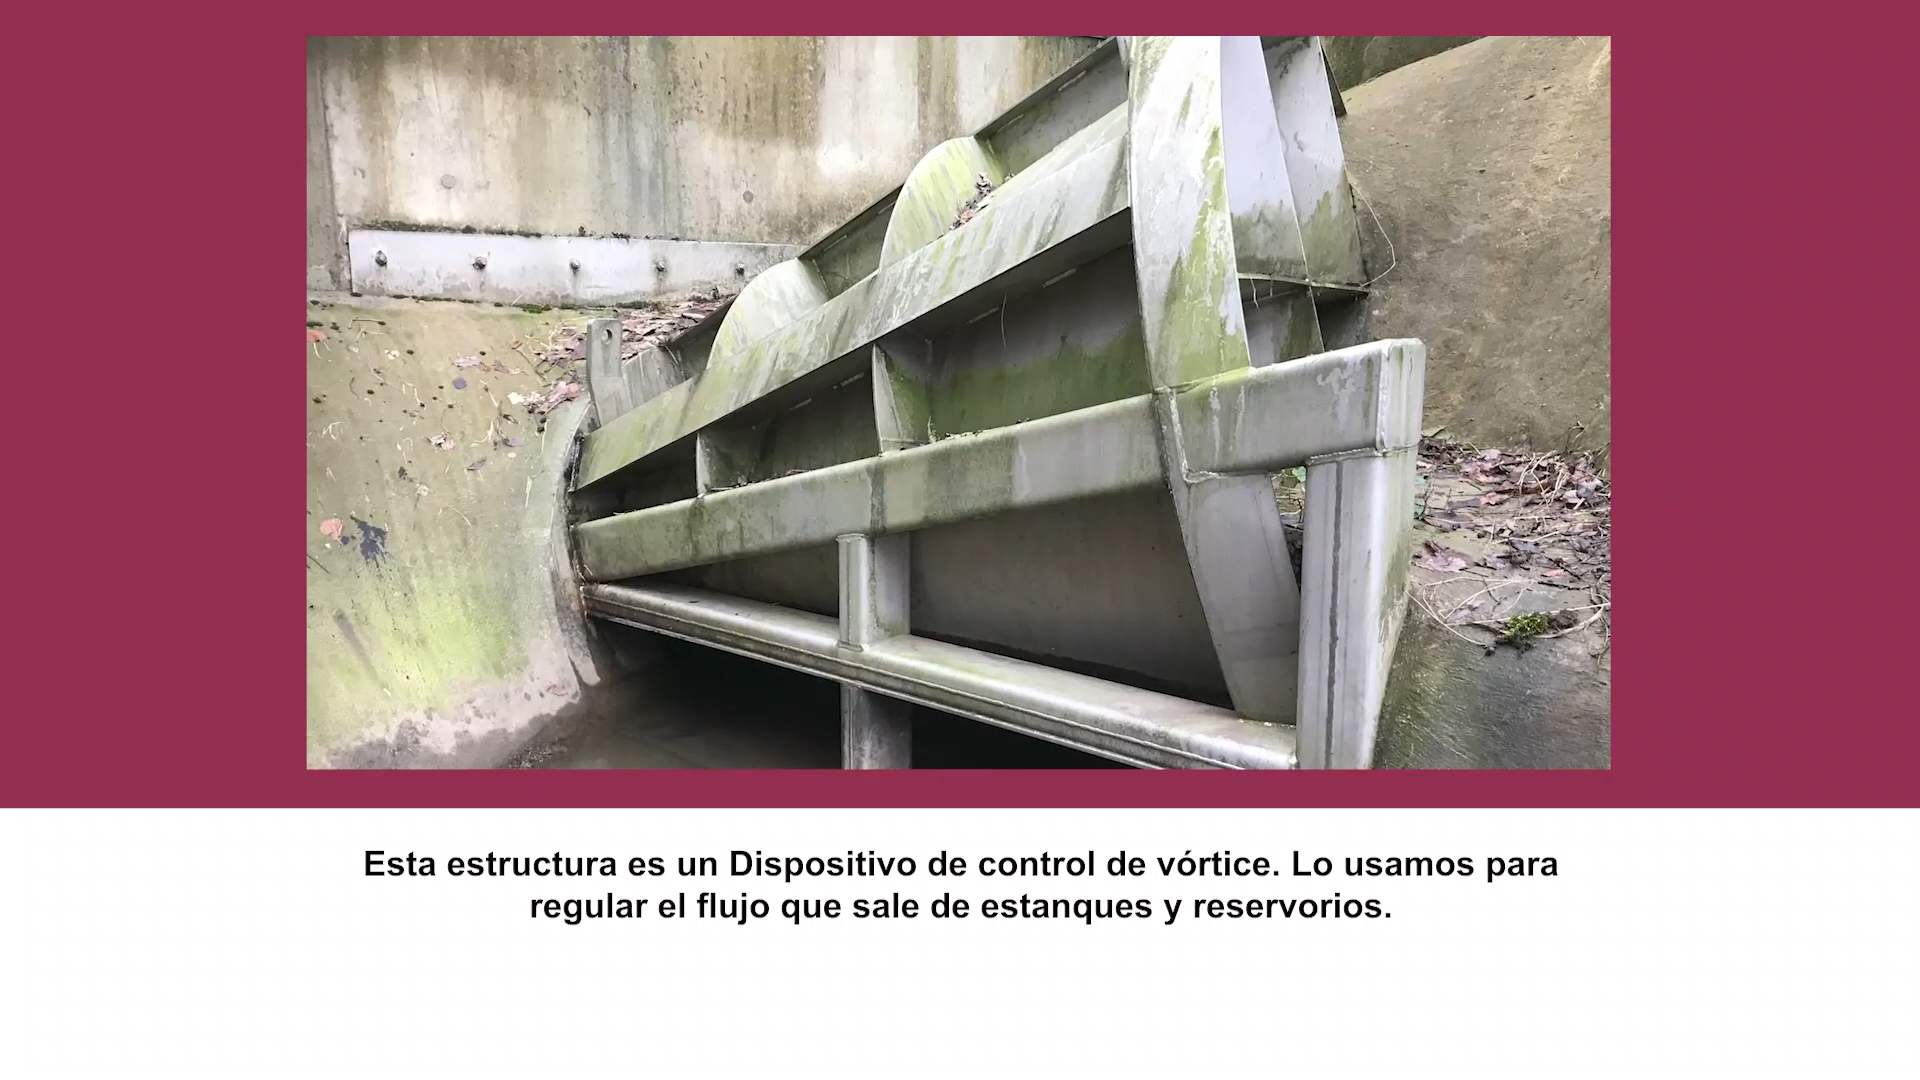 Esta estructura es un Dispositivo de control de vórtice. Lo usamos para
regular el flujo que sale de estanques y reservorios.